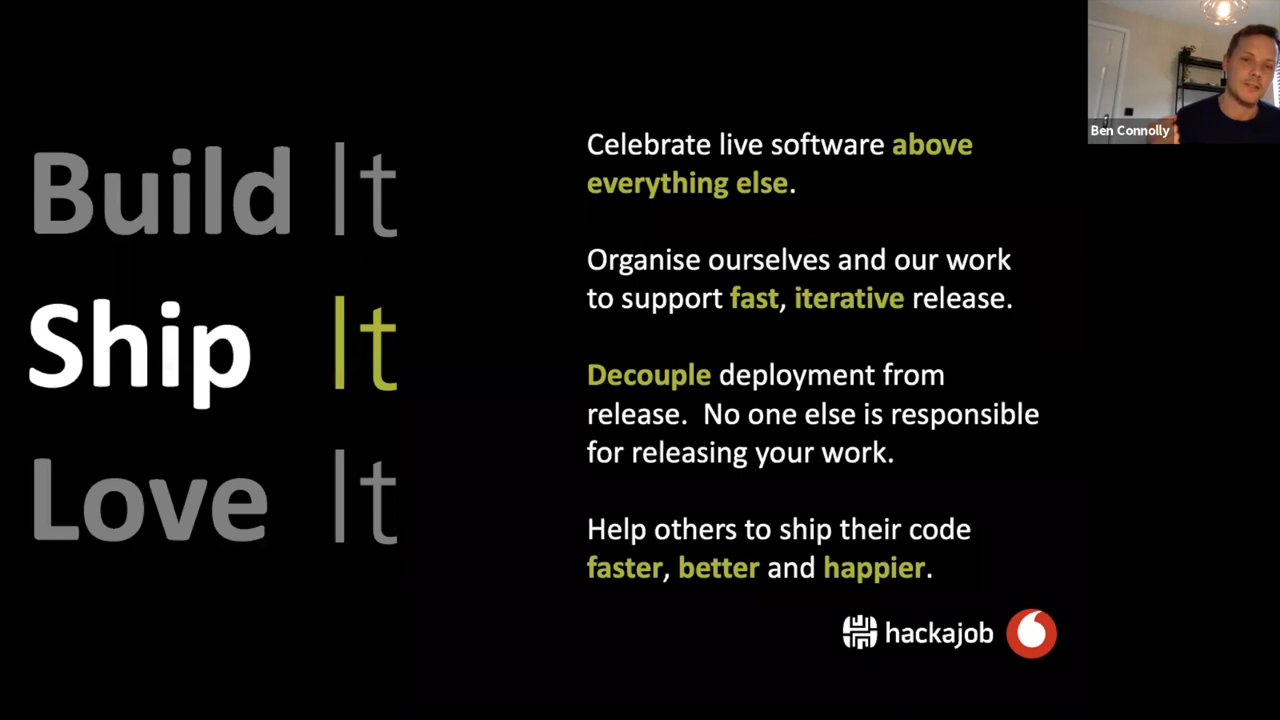 Build It
Ship It
Love It
Celebrate live software above
everything else.
Organise ourselves and our work
to support fast, iterative release.
Decouple deployment from
release.  No one else is responsible
for releasing your work.
Help others to ship their code
faster, better and happier.
hackajob
Ben Connolly